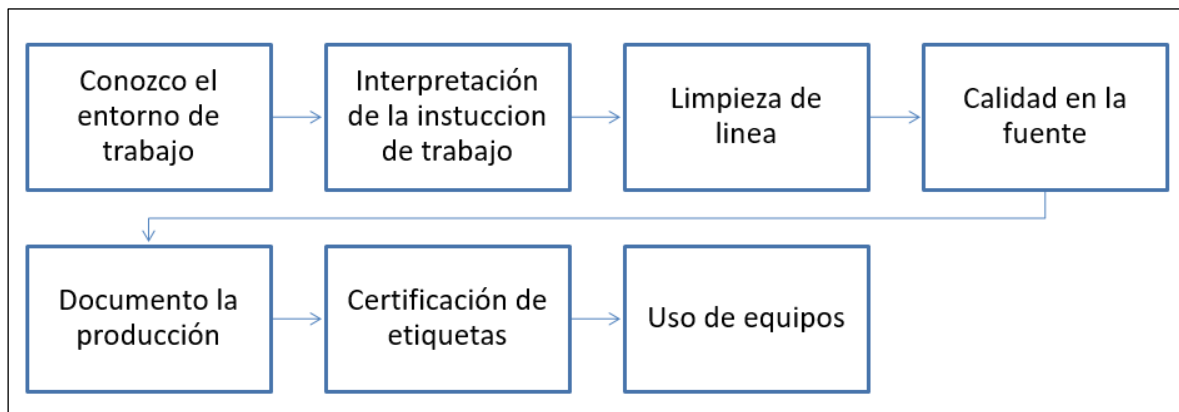 Conozco el
entorno de
trabajo
Interpretación
de la instuccion
de trabajo
Limpieza de
linea
Calidad en la
fuente
Documento la
producción
Certificación de
etiquetas
Uso de equipos